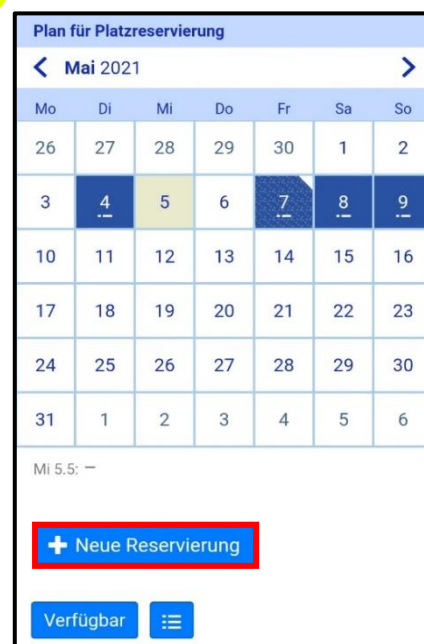 Plan für Platzreservierung
Mai 2021
Mo Di Mi Do Fr Sa So
26 27 28 29 30 1 2
3 4 5 6 7 8 9
10 11 12 13 14 15 16
17 18 19 20 21 22 23
24 25 26 27 28 29 30
31 1 2 3 4 5 6
Mi 5.5: –
+ Neue Reservierung
Verfügbar